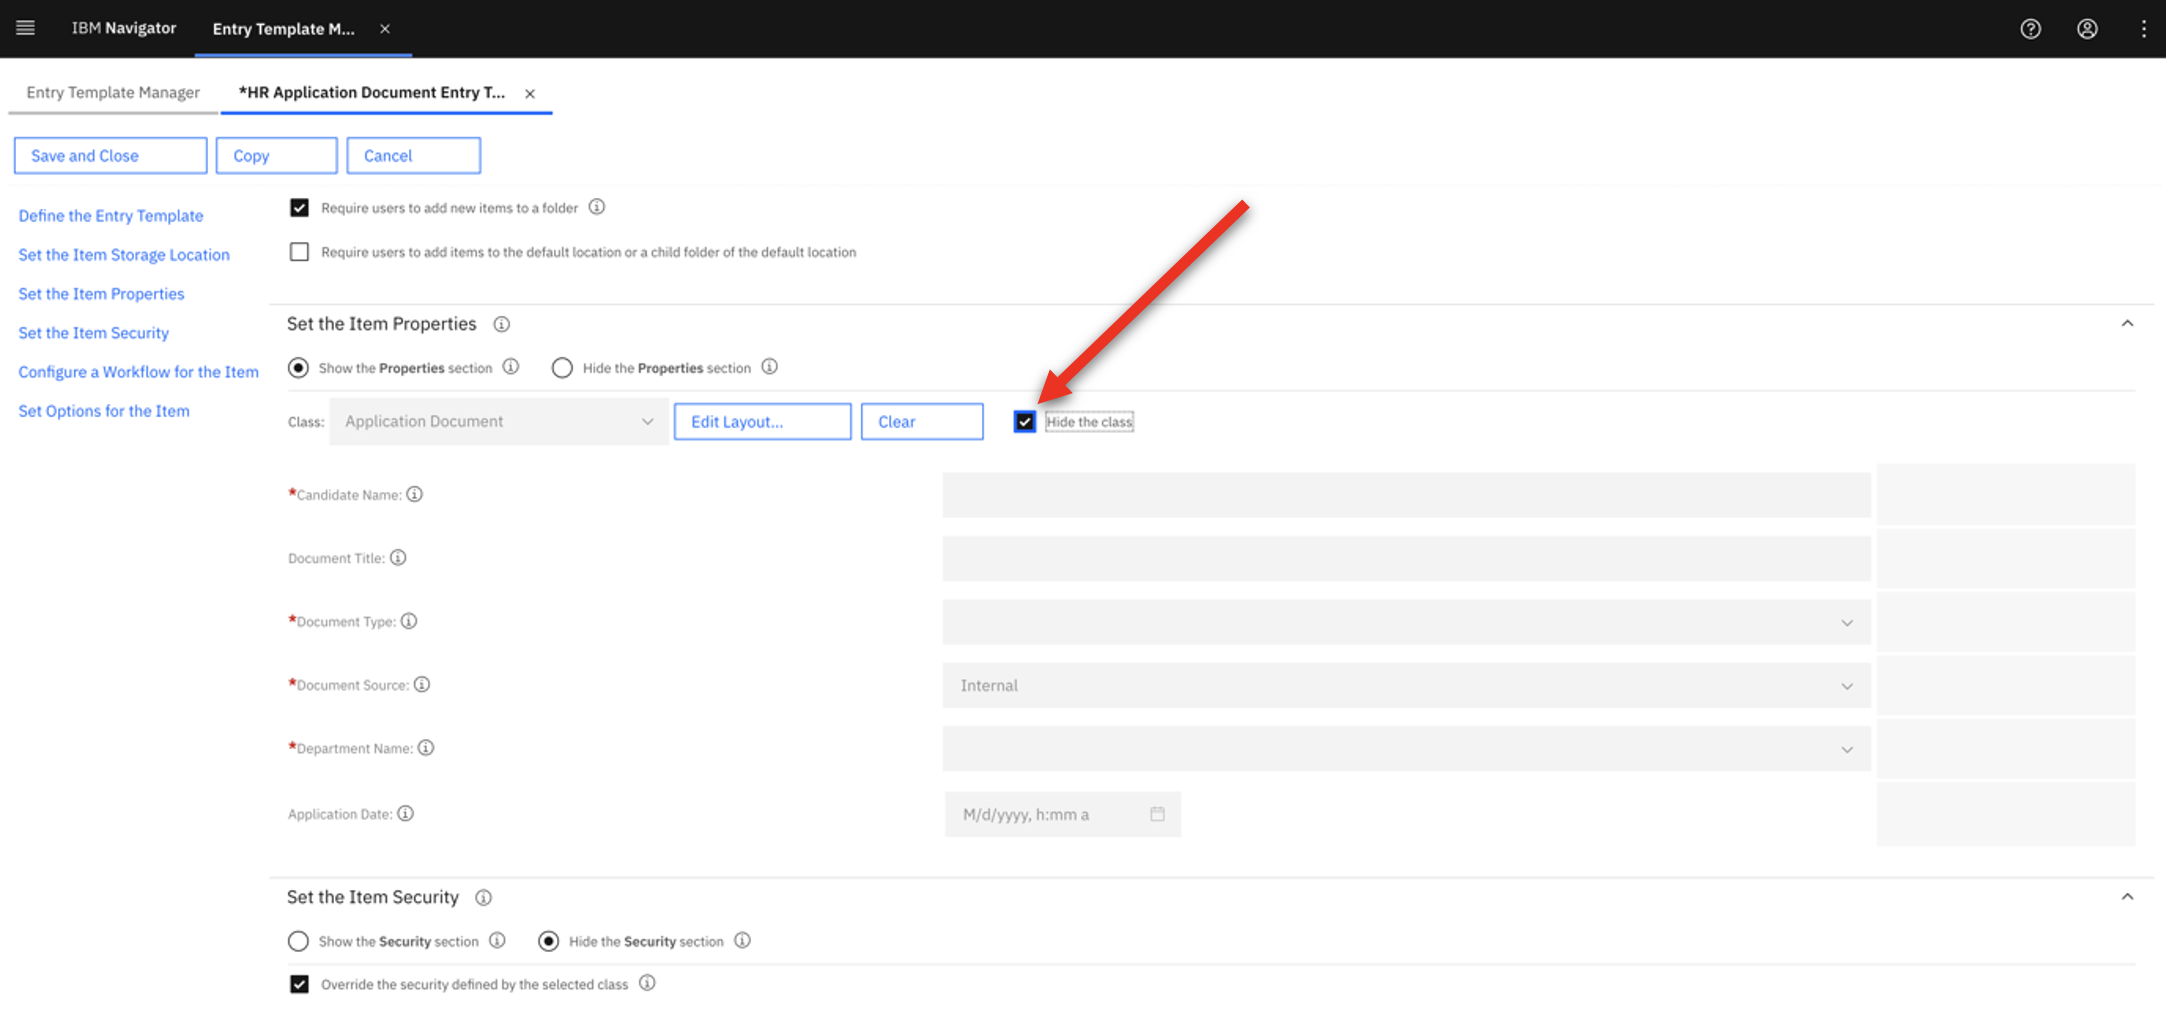 IBM Navigator
Entry Template M...
Entry Template Manager
*HR Application Document Entry T...
Save and Close
Copy
Cancel
Define the Entry Template
Set the Item Storage Location
Set the Item Properties
Set the Item Security
Configure a Workflow for the Item
Set Options for the Item
Require users to add new items to a folder
Require users to add items to the default location or a child folder of the default location
Set the Item Properties
Show the Properties section
Hide the Properties section
Class:
Application Document
Edit Layout...
Clear
Hide the class
*Candidate Name:
Document Title:
*Document Type:
*Document Source:
Internal
*Department Name:
Application Date:
M/d/yyyy, h:mm a
Set the Item Security
Show the Security section
Hide the Security section
Override the security defined by the selected class